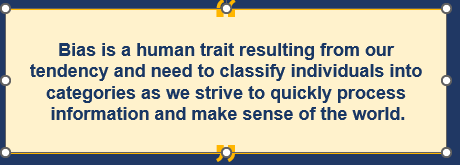 Bias is a human trait resulting from our
tendency and need to classify individuals into
categories as we strive to quickly process
information and make sense of the world.